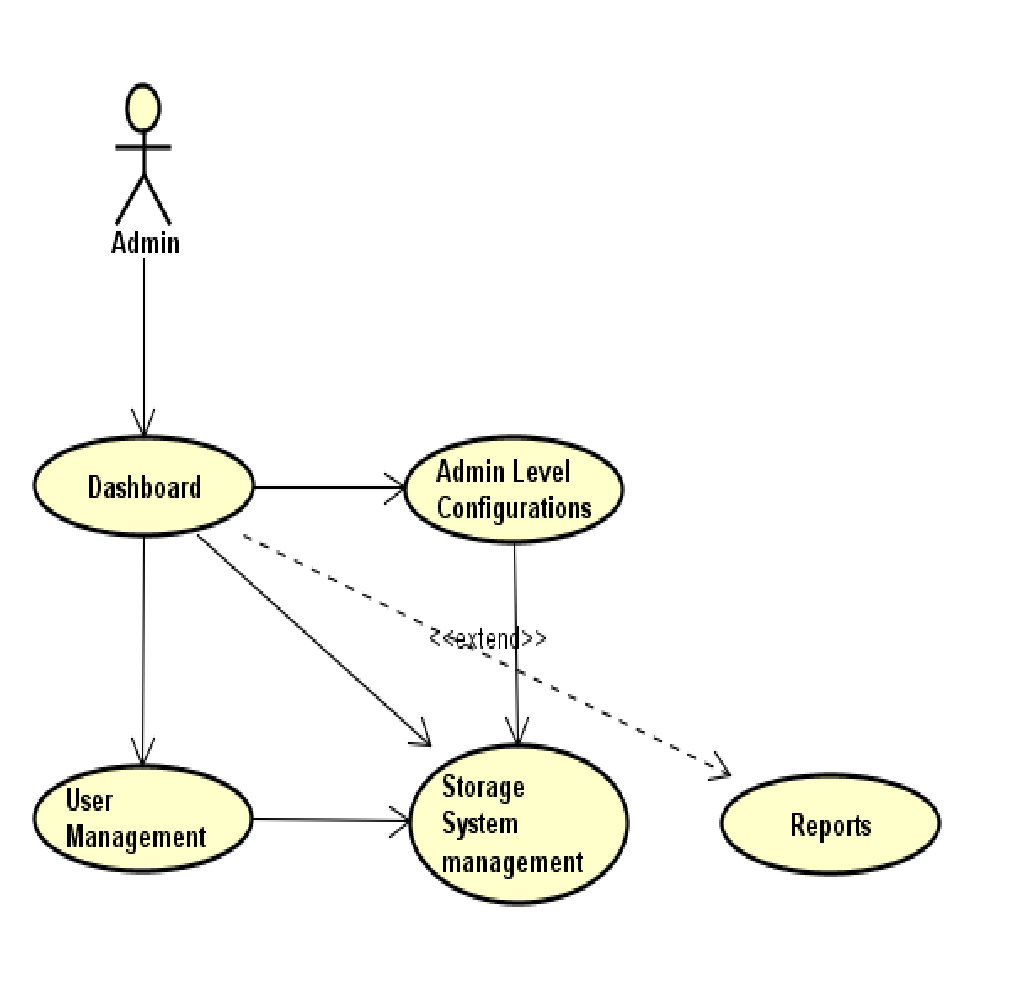 Admin
Dashboard
Admin Level
Configurations
<<extend>>
User
Management
Storage
System
management
Reports